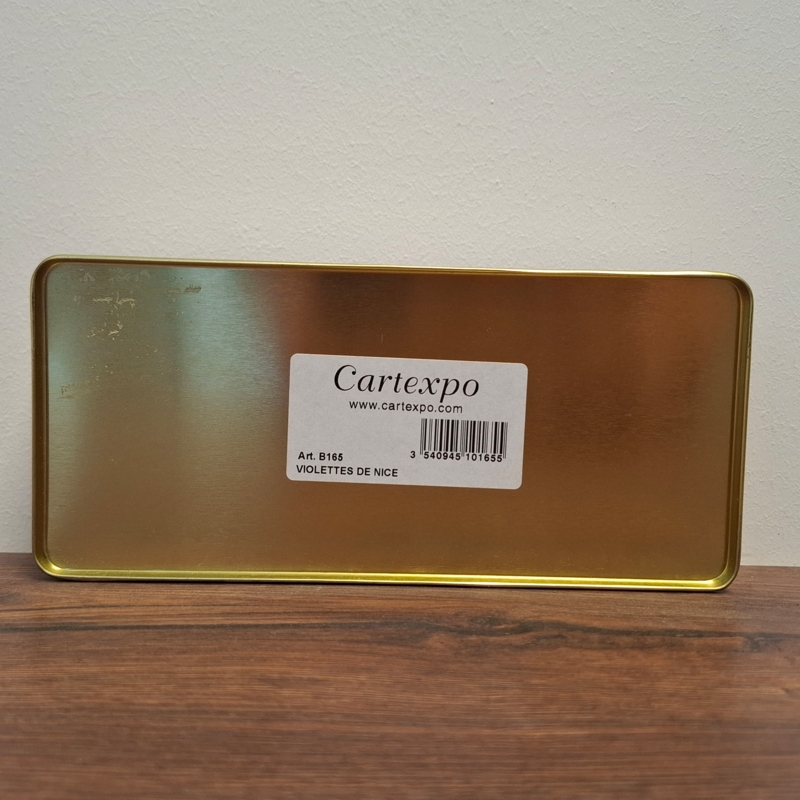 Cartexpo
www.cartexpo.com
Art. B165
3 540945 101655
VIOLETTES DE NICE